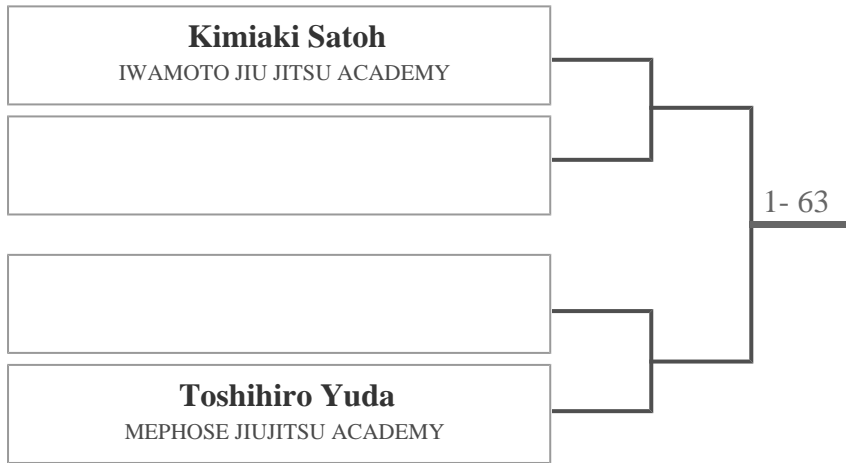 Kimiaki Satoh
IWAMOTO JIU JITSU ACADEMY
1- 63
Toshihiro Yuda
MEPHOSE JIUJITSU ACADEMY